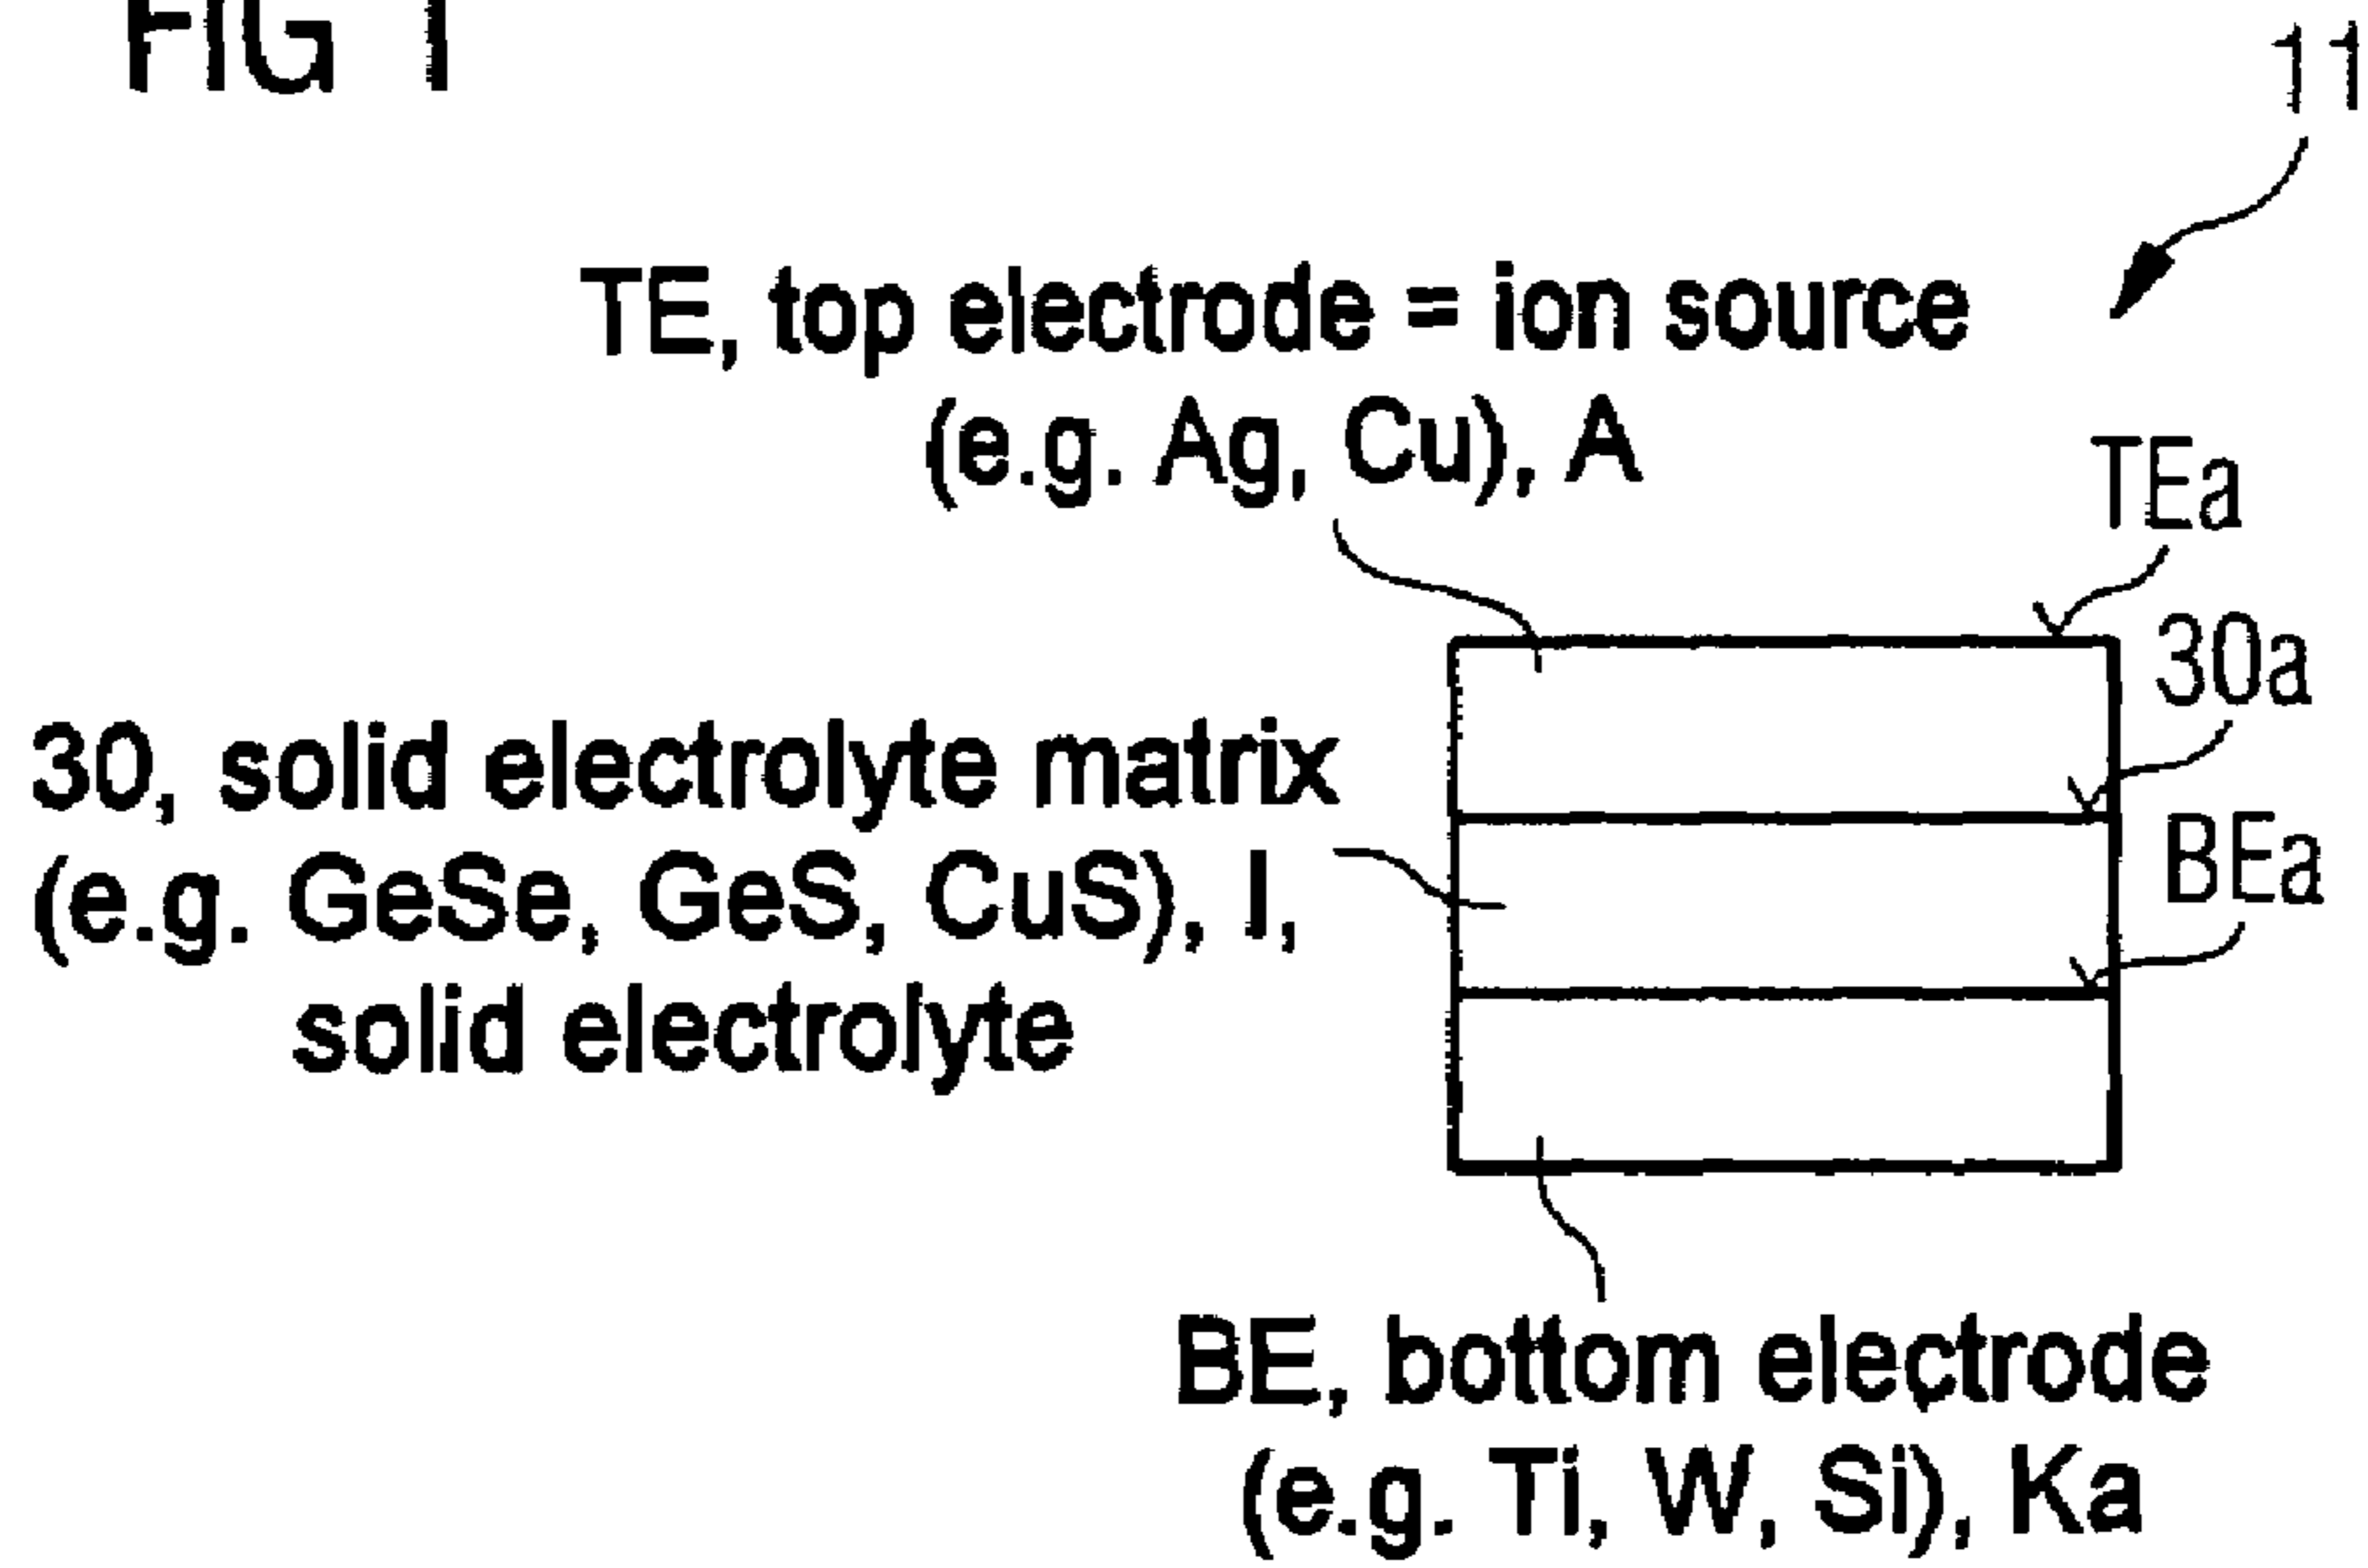 FIG 1
11
TE, top electrode = ion source
(e.g. Ag, Cu), A
TEa
30a
30, solid electrolyte matrix
(e.g. GeSe, GeS, CuS), I,
solid electrolyte
BEa
BE, bottom electrode
(e.g. Ti, W, Si), Ka